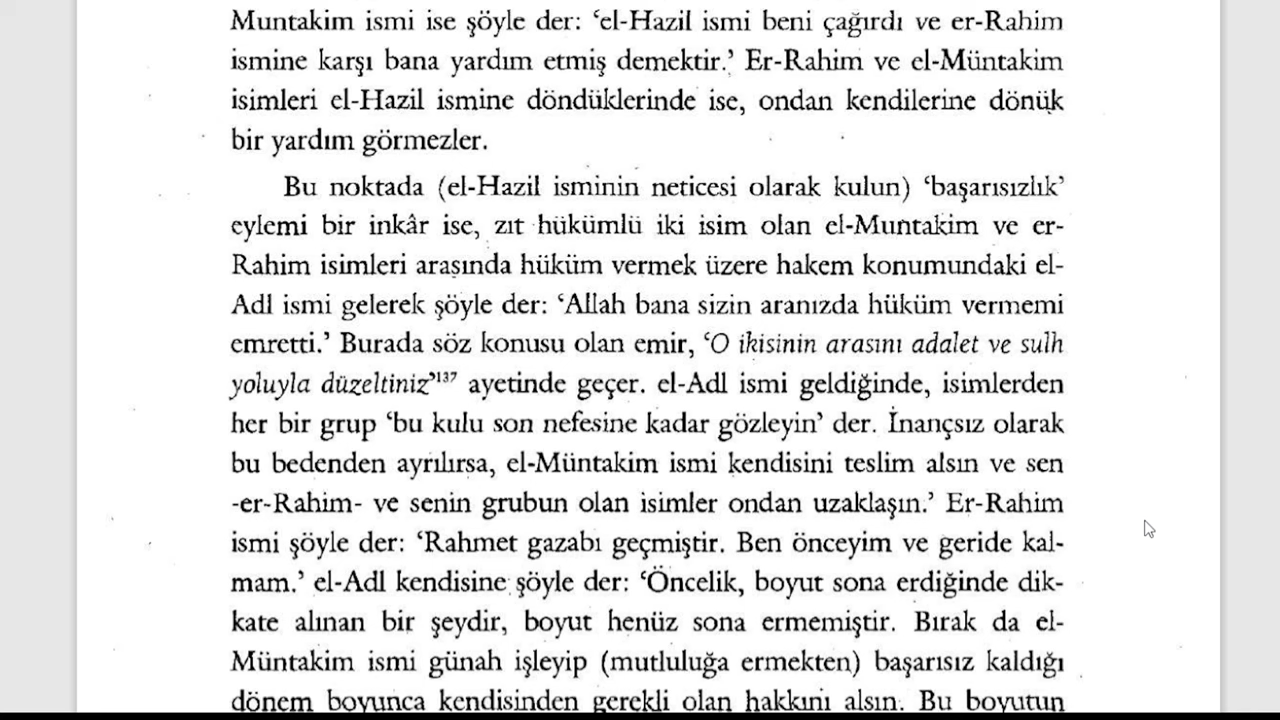 Muntakim ismi ise şöyle der: ‘el-Hazil ismi beni çağırdı ve er-Rahim
ismine karşı bana yardım etmiş demektir.’ Er-Rahim ve el-Müntakim
isimleri el-Hazil ismine döndüklerinde ise, ondan kendilerine dönük
bir yardım görmezler.
Bu noktada (el-Hazil isminin neticesi olarak kulun) ‘başarısızlık’
eylemi bir inkâr ise, zıt hükümlü iki isim olan el-Muntakim ve er-
Rahim isimleri arasında hüküm vermek üzere hakem konumundaki el-
Adl ismi gelerek şöyle der: ‘Allah bana sizin aranızda hüküm vermemi
emretti.’ Burada söz konusu olan emir, ‘O ikisinin arasını adalet ve sulh
yoluyla düzeltiniz’137 ayetinde geçer. el-Adl ismi geldiğinde, isimlerden
her bir grup ‘bu kulu son nefesine kadar gözleyin’ der. İnançsız olarak
bu bedenden ayrılırsa, el-Müntakim ismi kendisini teslim alsın ve sen
-er-Rahim- ve senin grubun olan isimler ondan uzaklaşın.’ Er-Rahim
ismi şöyle der: ‘Rahmet gazabı geçmiştir. Ben önceyim ve geride kal-
mam.’ el-Adl kendisine şöyle der: ‘Öncelik, boyut sona erdiğinde dik-
kate alınan bir şeydir, boyut henüz sona ermemiştir. Bırak da el-
Müntakim ismi günah işleyip (mutluluğa ermekten) başarısız kaldığı
dönem boyunca kendisinden gerekli olan hakkını alsın. Bu boyutun